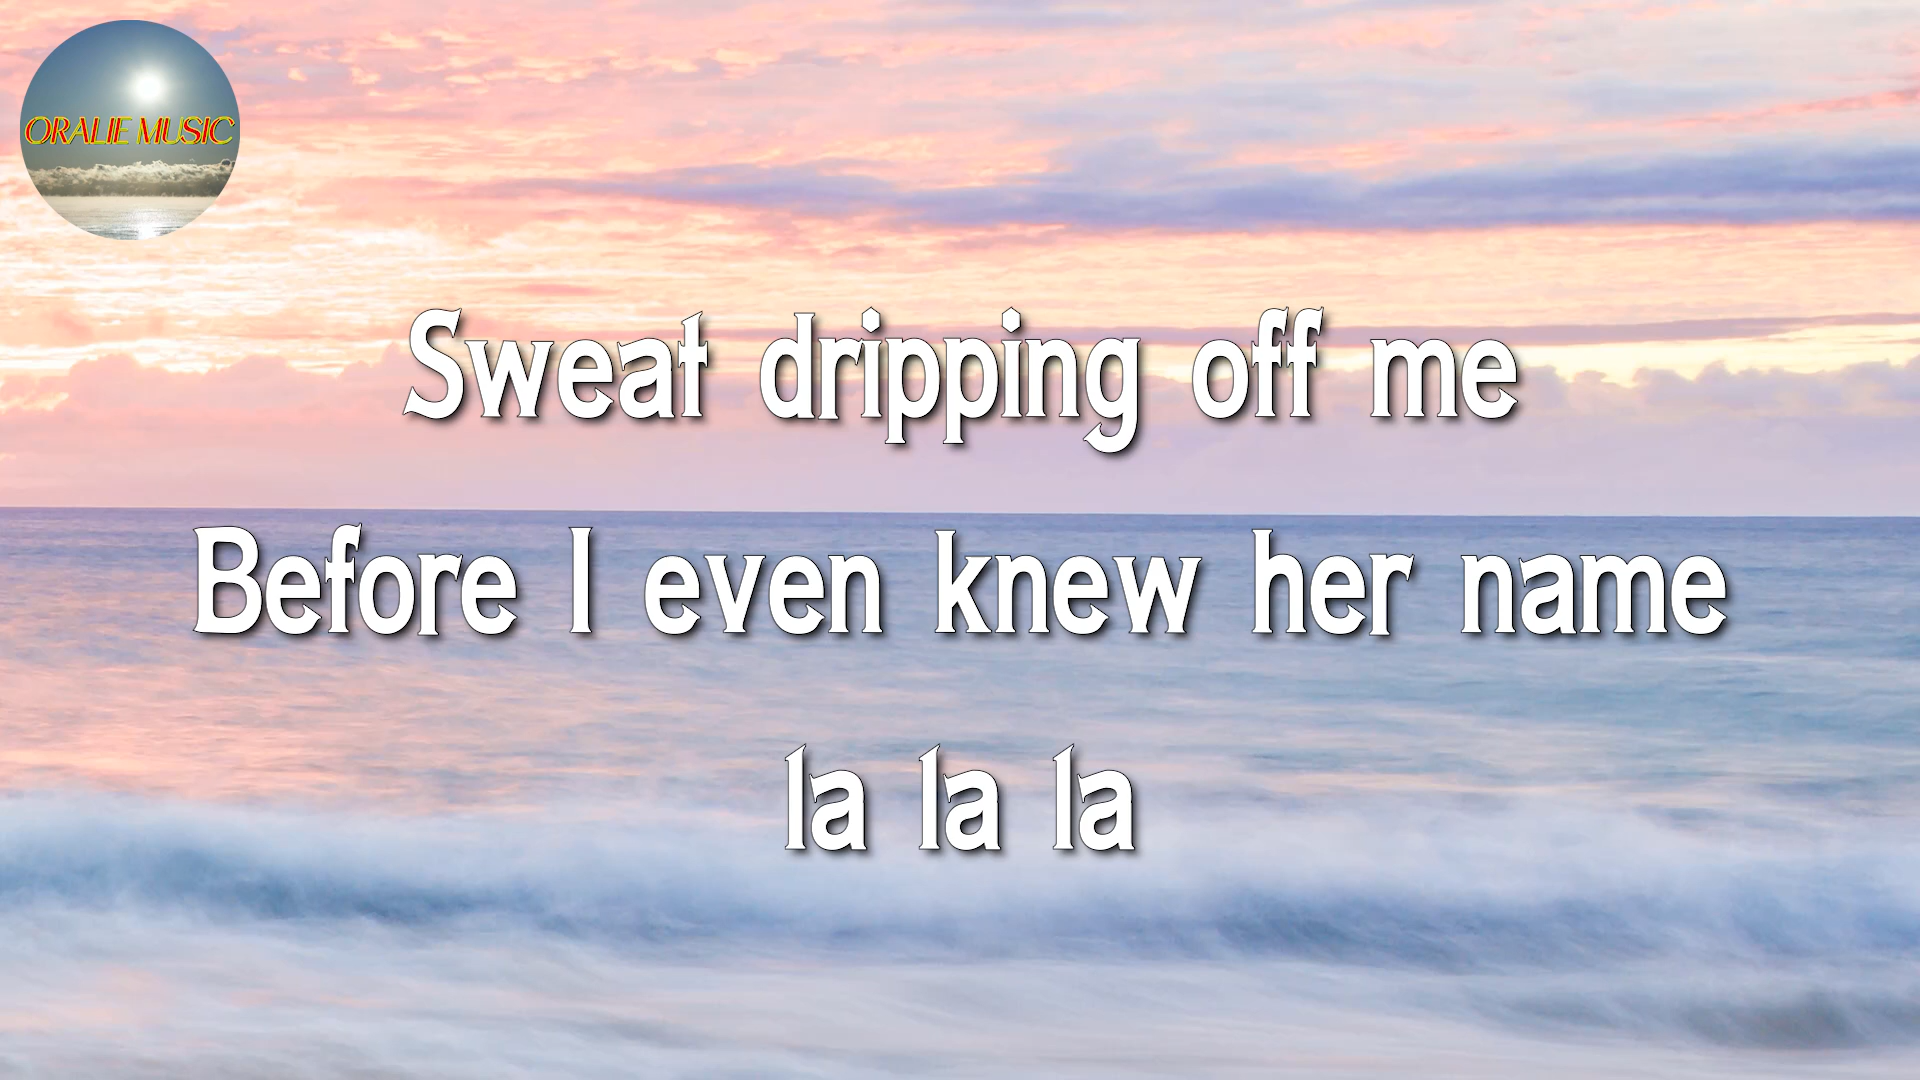 ORALIE MUSIC
Sweat dripping off me
Before I even knew her name
la la la